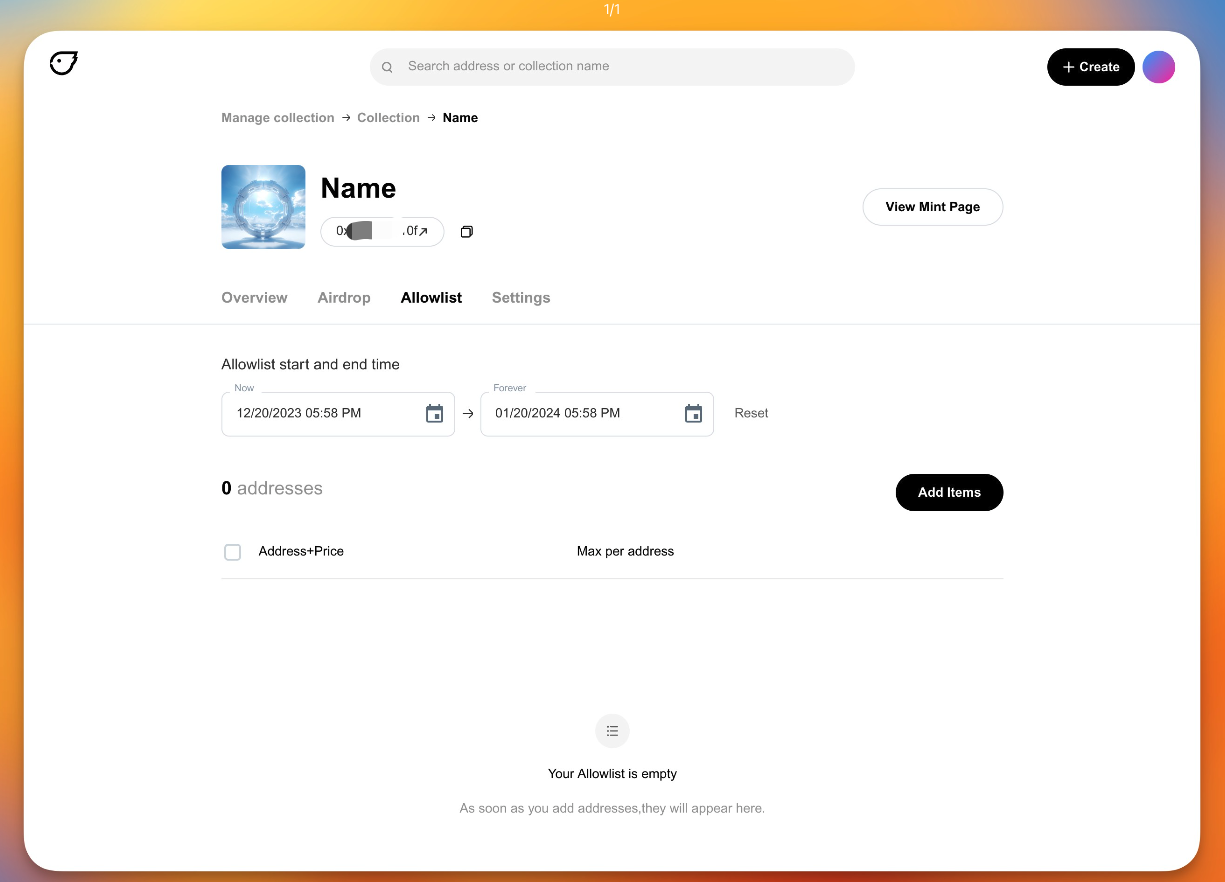 1/1
Search address or collection name
+ Create
Manage collection → Collection → Name
Name
0x .0f↗
View Mint Page
Overview Airdrop Allowlist Settings
Allowlist start and end time
Now Forever
12/20/2023 05:58 PM → 01/20/2024 05:58 PM Reset
0 addresses
Add Items
Address+Price Max per address
Your Allowlist is empty
As soon as you add addresses,they will appear here.